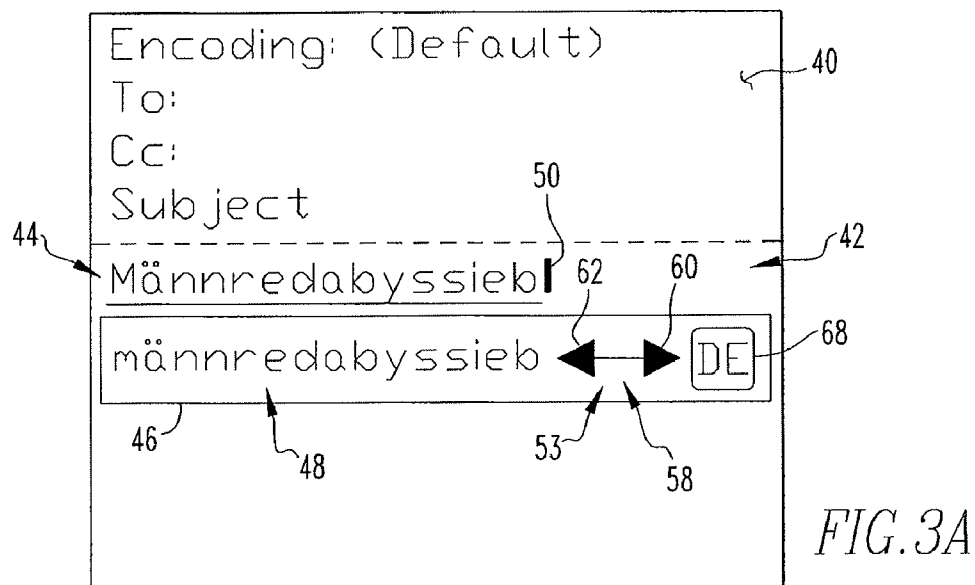 Encoding: (Default)
40
To:
Cc:
Subject
50
44
42
Männredabyssieb
62
60
68
männredabyssieb
DE
46
48
53
58
FIG.3A